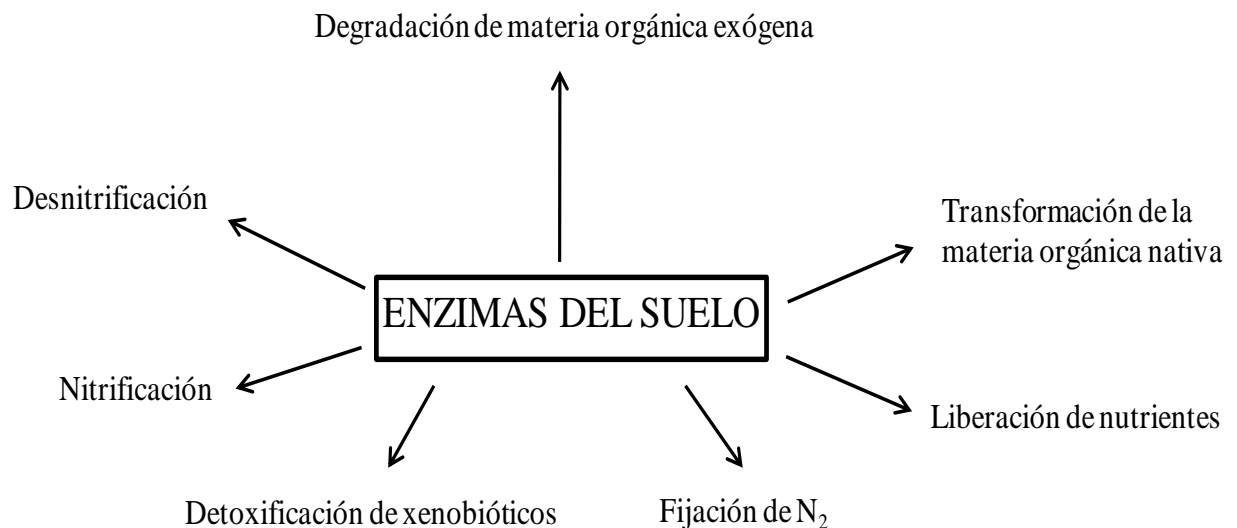 Degradación de materia orgánica exógena
Desnitrificación
Transformación de la
materia orgánica nativa
ENZIMAS DEL SUELO
Nitrificación
Liberación de nutrientes
Detoxificación de xenobióticos
Fijación de N₂